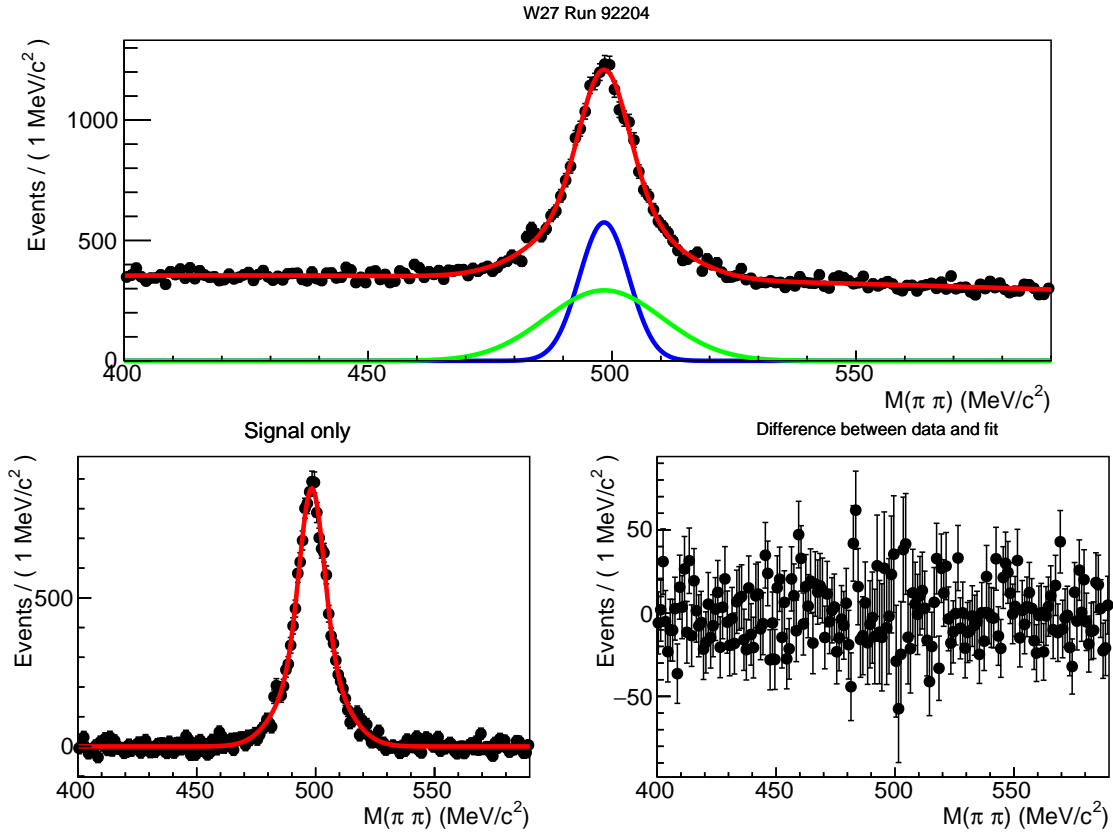 W27 Run 92204
Events / ( 1 MeV/c²
1000
500
0
400 450 500 550
M(π π) (MeV/c²)
Signal only
Events / ( 1 MeV/c²
500
0
400 450 500 550
M(π π) (MeV/c²)
Difference between data and fit
Events / ( 1 MeV/c²
50
0
−50
400 450 500 550
M(π π) (MeV/c²)